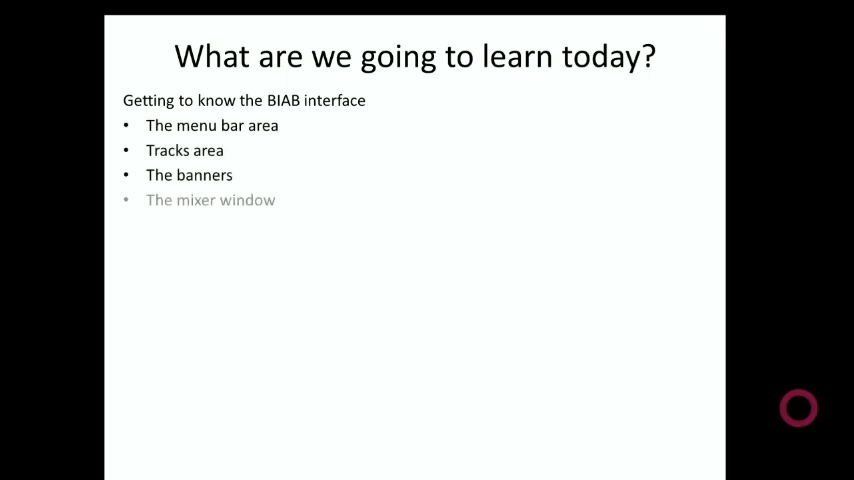 What are we going to learn today?
Getting to know the BIAB interface
• The menu bar area
• Tracks area
• The banners
• The mixer window